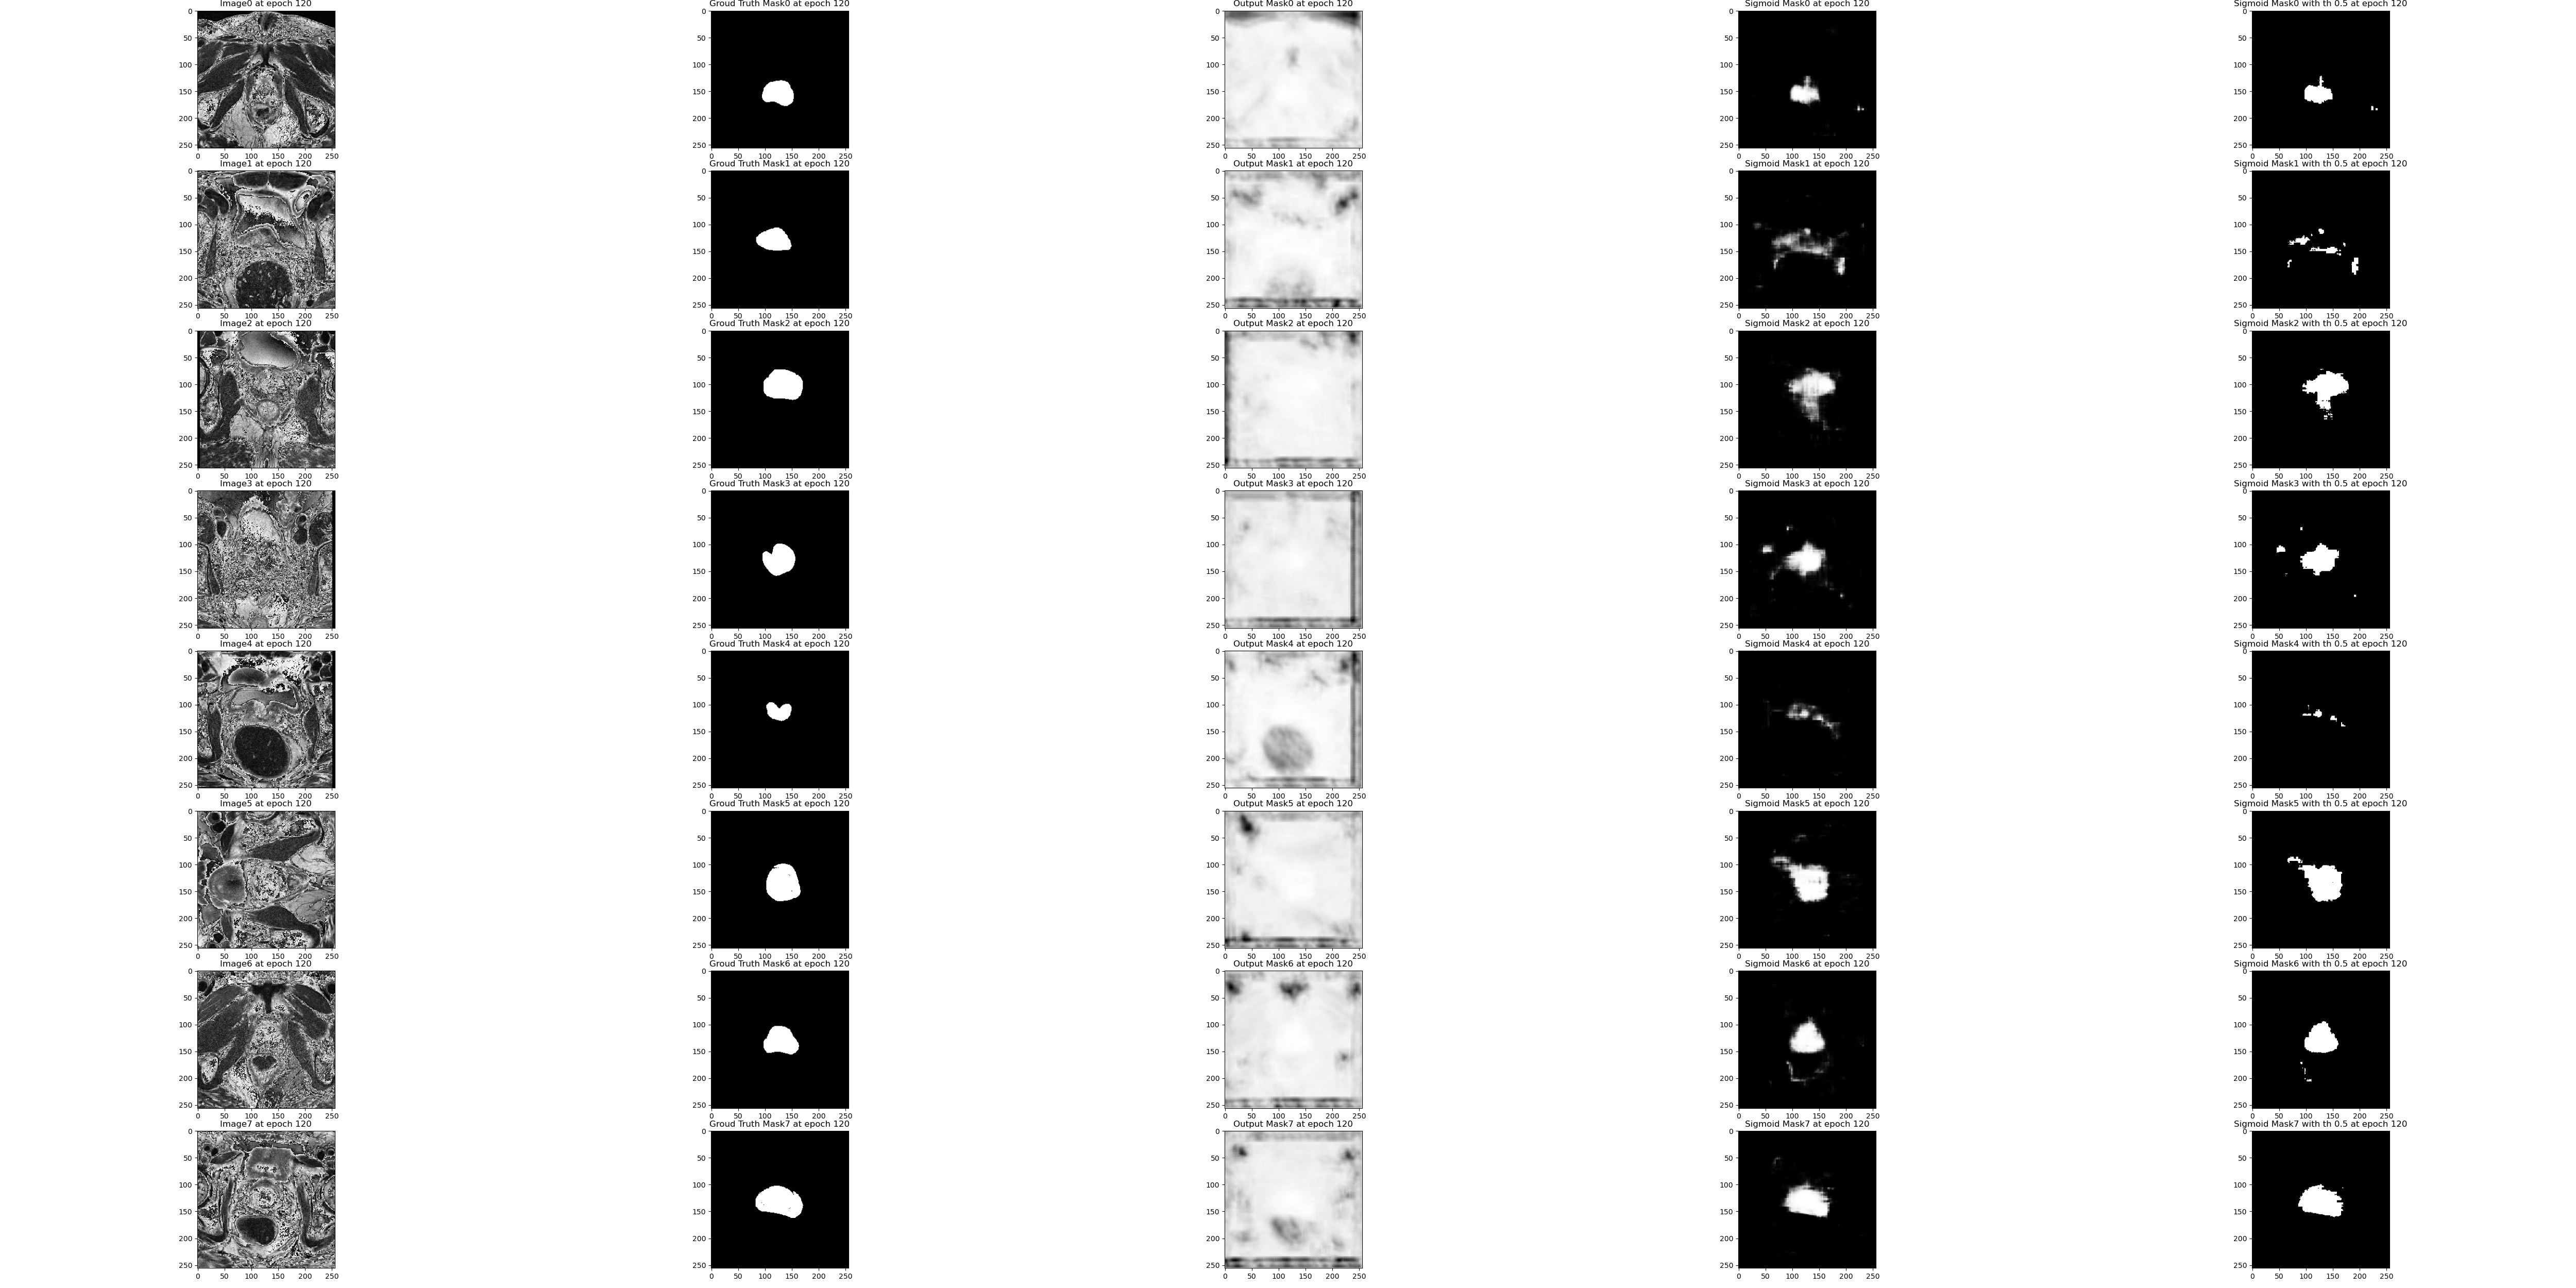 Image0 at epoch 120 Groud Truth Mask0 at epoch 120 Output Mask0 at epoch 120 Sigmoid Mask0 at epoch 120 Sigmoid Mask0 with th 0.5 at epoch 120
0 0 0 0 0
50 50 50 50 50
100 100 100 100 100
150 150 150 150 150
200 200 200 200 200
250 250 250 250 250
0 50 100 150 200 250 0 50 100 150 200 250 0 50 100 150 200 250 0 50 100 150 200 250 0 50 100 150 200 250
Image1 at epoch 120 Groud Truth Mask1 at epoch 120 Output Mask1 at epoch 120 Sigmoid Mask1 at epoch 120 Sigmoid Mask1 with th 0.5 at epoch 120
0 0 0 0 0
50 50 50 50 50
100 100 100 100 100
150 150 150 150 150
200 200 200 200 200
250 250 250 250 250
0 50 100 150 200 250 0 50 100 150 200 250 0 50 100 150 200 250 0 50 100 150 200 250 0 50 100 150 200 250
Image2 at epoch 120 Groud Truth Mask2 at epoch 120 Output Mask2 at epoch 120 Sigmoid Mask2 at epoch 120 Sigmoid Mask2 with th 0.5 at epoch 120
0 0 0 0 0
50 50 50 50 50
100 100 100 100 100
150 150 150 150 150
200 200 200 200 200
250 250 250 250 250
0 50 100 150 200 250 0 50 100 150 200 250 0 50 100 150 200 250 0 50 100 150 200 250 0 50 100 150 200 250
Image3 at epoch 120 Groud Truth Mask3 at epoch 120 Output Mask3 at epoch 120 Sigmoid Mask3 at epoch 120 Sigmoid Mask3 with th 0.5 at epoch 120
0 0 0 0 0
50 50 50 50 50
100 100 100 100 100
150 150 150 150 150
200 200 200 200 200
250 250 250 250 250
0 50 100 150 200 250 0 50 100 150 200 250 0 50 100 150 200 250 0 50 100 150 200 250 0 50 100 150 200 250
Image4 at epoch 120 Groud Truth Mask4 at epoch 120 Output Mask4 at epoch 120 Sigmoid Mask4 at epoch 120 Sigmoid Mask4 with th 0.5 at epoch 120
0 0 0 0 0
50 50 50 50 50
100 100 100 100 100
150 150 150 150 150
200 200 200 200 200
250 250 250 250 250
0 50 100 150 200 250 0 50 100 150 200 250 0 50 100 150 200 250 0 50 100 150 200 250 0 50 100 150 200 250
Image5 at epoch 120 Groud Truth Mask5 at epoch 120 Output Mask5 at epoch 120 Sigmoid Mask5 at epoch 120 Sigmoid Mask5 with th 0.5 at epoch 120
0 0 0 0 0
50 50 50 50 50
100 100 100 100 100
150 150 150 150 150
200 200 200 200 200
250 250 250 250 250
0 50 100 150 200 250 0 50 100 150 200 250 0 50 100 150 200 250 0 50 100 150 200 250 0 50 100 150 200 250
Image6 at epoch 120 Groud Truth Mask6 at epoch 120 Output Mask6 at epoch 120 Sigmoid Mask6 at epoch 120 Sigmoid Mask6 with th 0.5 at epoch 120
0 0 0 0 0
50 50 50 50 50
100 100 100 100 100
150 150 150 150 150
200 200 200 200 200
250 250 250 250 250
0 50 100 150 200 250 0 50 100 150 200 250 0 50 100 150 200 250 0 50 100 150 200 250 0 50 100 150 200 250
Image7 at epoch 120 Groud Truth Mask7 at epoch 120 Output Mask7 at epoch 120 Sigmoid Mask7 at epoch 120 Sigmoid Mask7 with th 0.5 at epoch 120
0 0 0 0 0
50 50 50 50 50
100 100 100 100 100
150 150 150 150 150
200 200 200 200 200
250 250 250 250 250
0 50 100 150 200 250 0 50 100 150 200 250 0 50 100 150 200 250 0 50 100 150 200 250 0 50 100 150 200 250